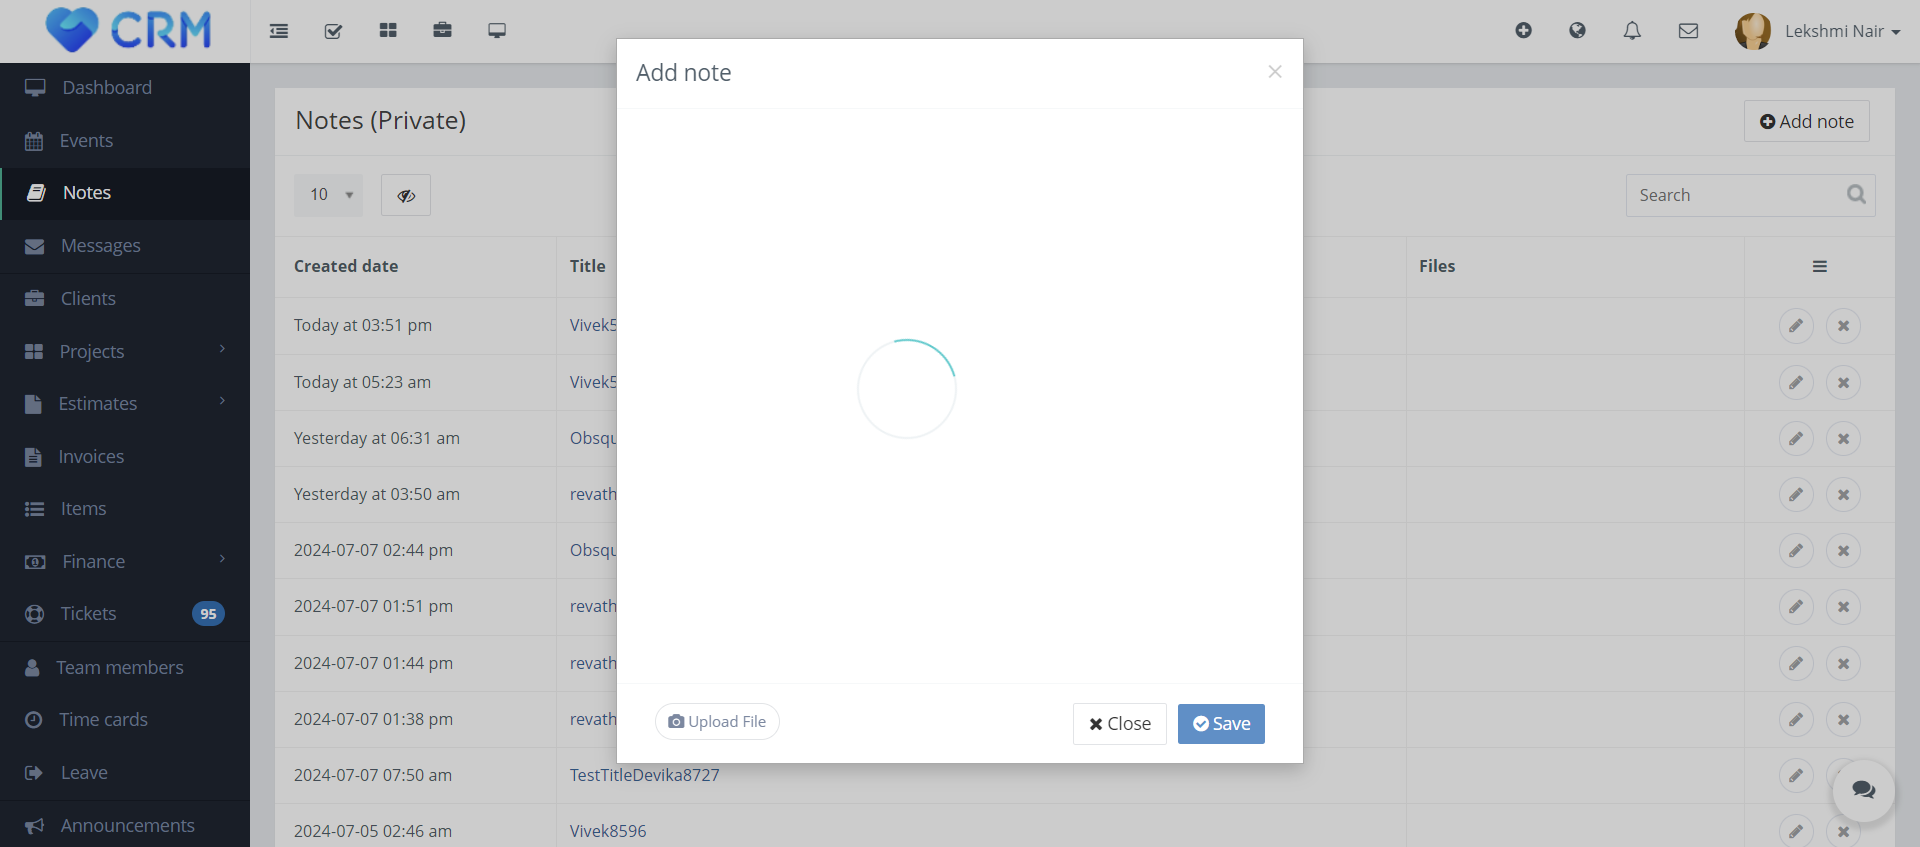 CRM
Lekshmi Nair
Dashboard
Events
Notes
Messages
Clients
Projects
Estimates
Invoices
Items
Finance
Tickets 95
Team members
Time cards
Leave
Announcements
Notes (Private)
Add note
10
Search
Created date Title Files
Today at 03:51 pm Vivek5
Today at 05:23 am Vivek5
Yesterday at 06:31 am Obsqu
Yesterday at 03:50 am revath
2024-07-07 02:44 pm Obsqu
2024-07-07 01:51 pm revath
2024-07-07 01:44 pm revath
2024-07-07 01:38 pm revath
2024-07-07 07:50 am TestTitleDevika8727
2024-07-05 02:46 am Vivek8596
Add note
Upload File
Close
Save